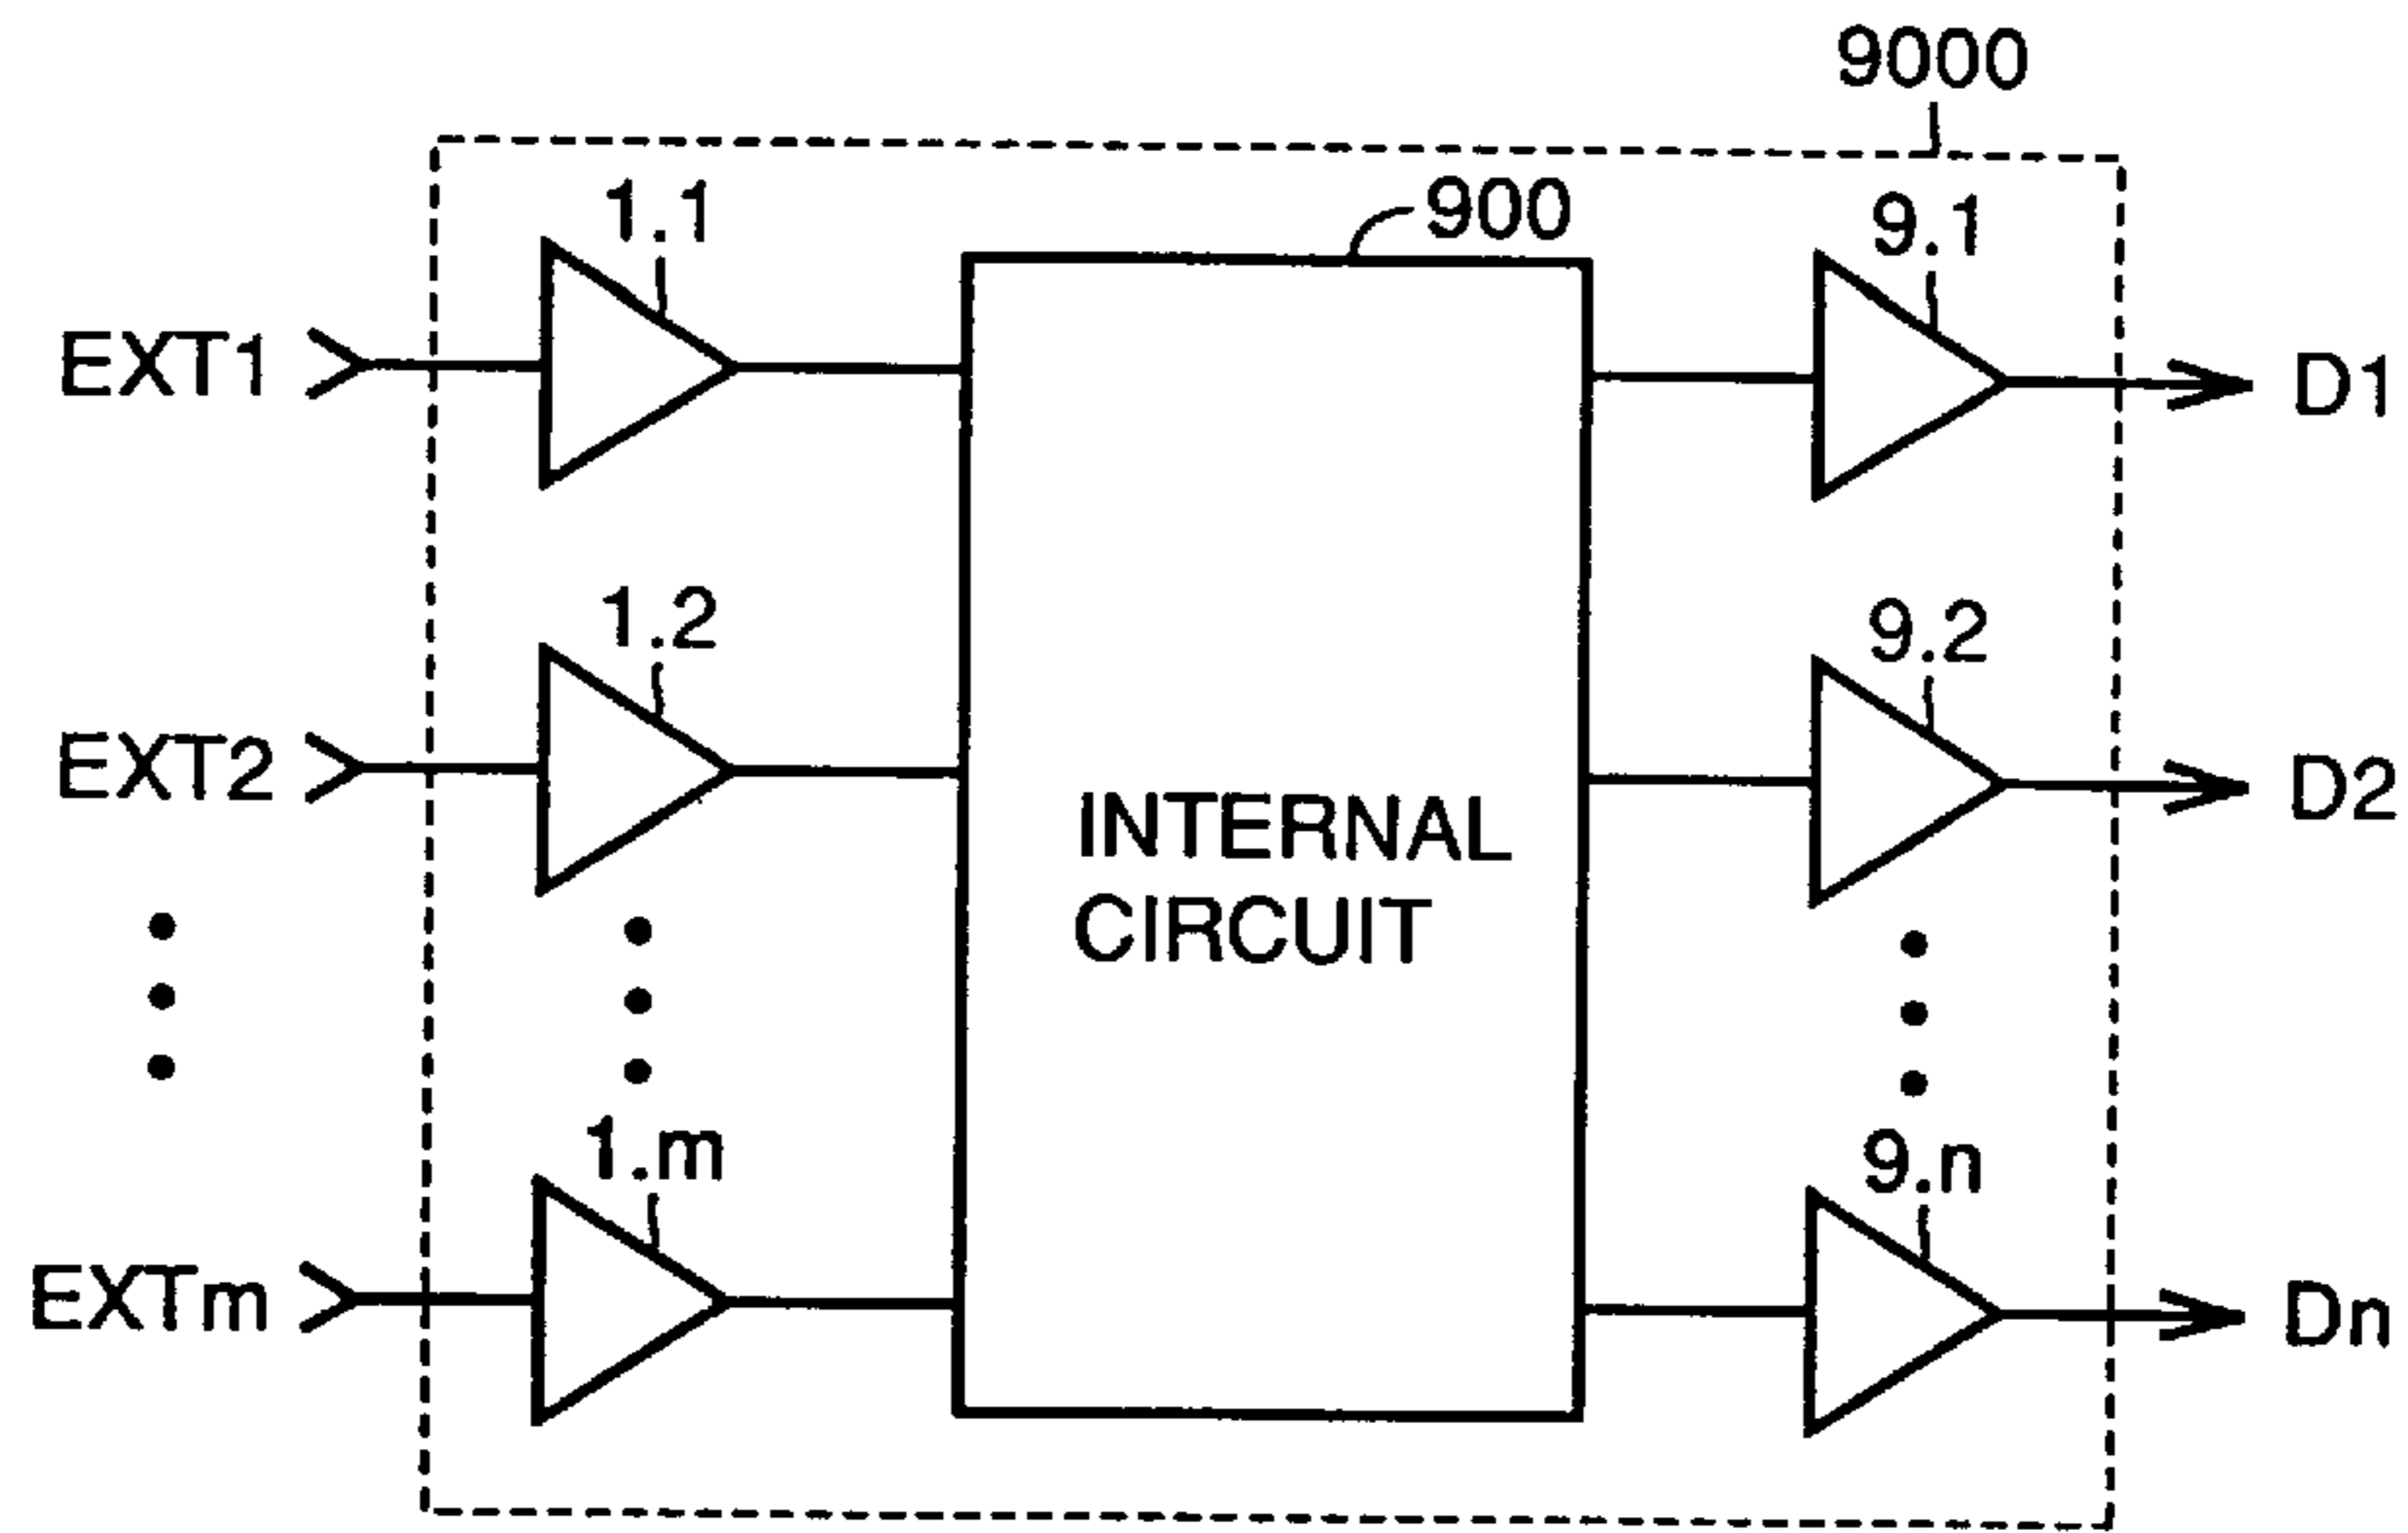 9000
900
1.1
9.1
EXT1
D1
1.2
9.2
EXT2
D2
INTERNAL
CIRCUIT
1.m
9.n
EXTm
Dn